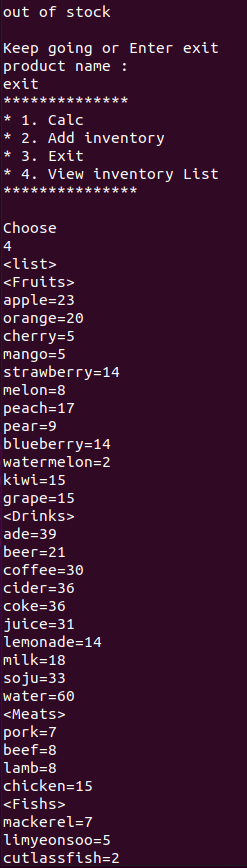 out of stock
Keep going or Enter exit
product name :
exit
**************
* 1. Calc
* 2. Add inventory
* 3. Exit
* 4. View inventory List
***************
Choose
4
<list>
<Fruits>
apple=23
orange=20
cherry=5
mango=5
strawberry=14
melon=8
peach=17
pear=9
blueberry=14
watermelon=2
kiwi=15
grape=15
<Drinks>
ade=39
beer=21
coffee=30
cider=36
coke=36
juice=31
lemonade=14
milk=18
soju=33
water=60
<Meats>
pork=7
beef=8
lamb=8
chicken=15
<Fishs>
mackerel=7
limyeonsoo=5
cutlassfish=2